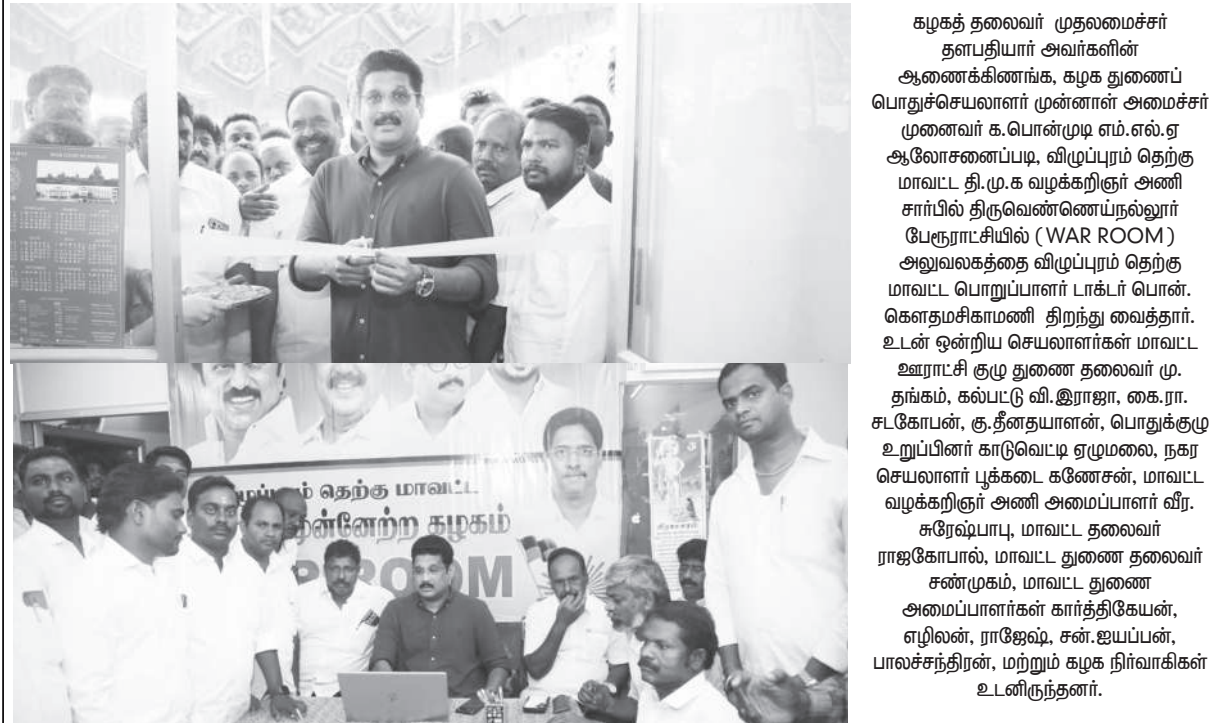 கழகத் தலைவர் முதலமைச்சர்
தளபதியார் அவர்களின்
ஆணைக்கிணங்க, கழக துணைப்
பொதுச்செயலாளர் முன்னாள் அமைச்சர்
முனைவர் க.பொன்முடி எம்.எல்.ஏ
ஆலோசனைப்படி, விழுப்புரம் தெற்கு
மாவட்ட தி.மு.க வழக்கறிஞர் அணி
சார்பில் திருவெண்ணெய்நல்லூர்
பேரூராட்சியில் (WAR ROOM)
அலுவலகத்தை விழுப்புரம் தெற்கு
மாவட்ட பொறுப்பாளர் டாக்டர் பொன்.
கௌதமசிகாமணி திறந்து வைத்தார்.
உடன் ஒன்றிய செயலாளர்கள் மாவட்ட
ஊராட்சி குழு துணை தலைவர் மு.
தங்கம், கல்பட்டு வி.இராஜா, கை.ரா.
சடகோபன், கு.தீனதயாளன், பொதுக்குழு
உறுப்பினர் காடுவெட்டி ஏழுமலை, நகர
செயலாளர் பூக்கடை கணேசன், மாவட்ட
வழக்கறிஞர் அணி அமைப்பாளர் வீர.
சுரேஷ்பாபு, மாவட்ட தலைவர்
ராஜகோபால், மாவட்ட துணை தலைவர்
சண்முகம், மாவட்ட துணை
அமைப்பாளர்கள் கார்த்திகேயன்,
எழிலன், ராஜேஷ், சன்.ஐயப்பன்,
பாலச்சந்திரன், மற்றும் கழக நிர்வாகிகள்
உடனிருந்தனர்.
தெற்கு மாவட்ட
கழகம்
ROOM